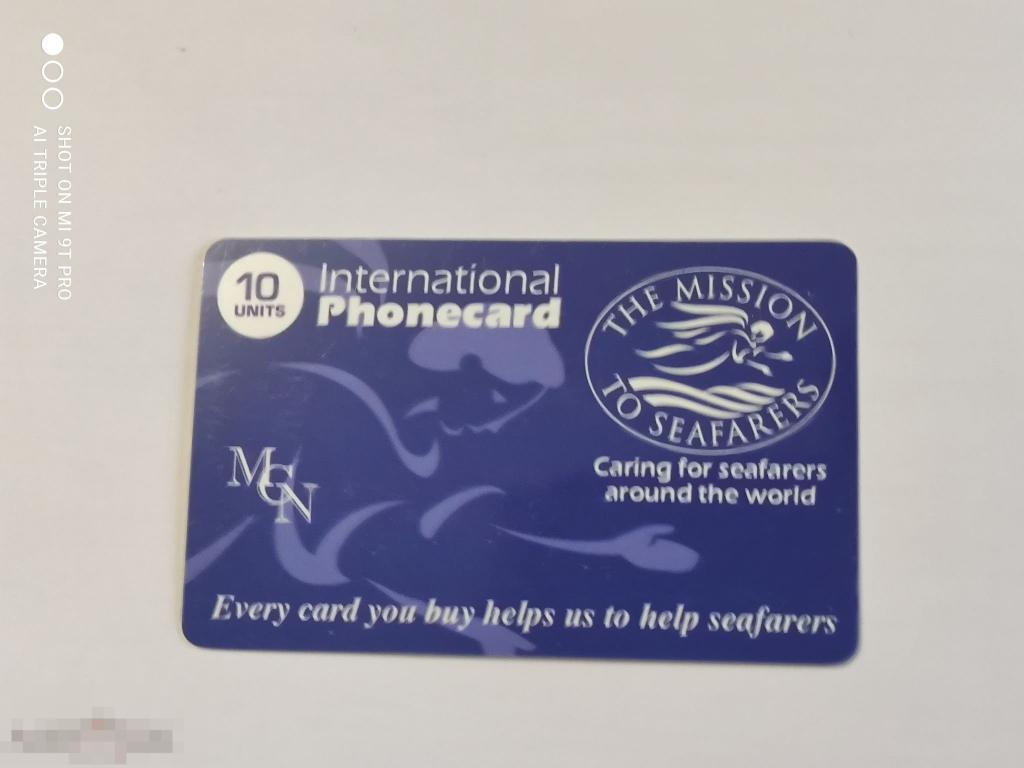 SHOT ON MI 9T PRO
AI TRIPLE CAMERA
10
UNITS
International
Phonecard
THE MISSION
TO SEAFARERS
Caring for seafarers
around the world
MCN
Every card you buy helps us to help seafarers